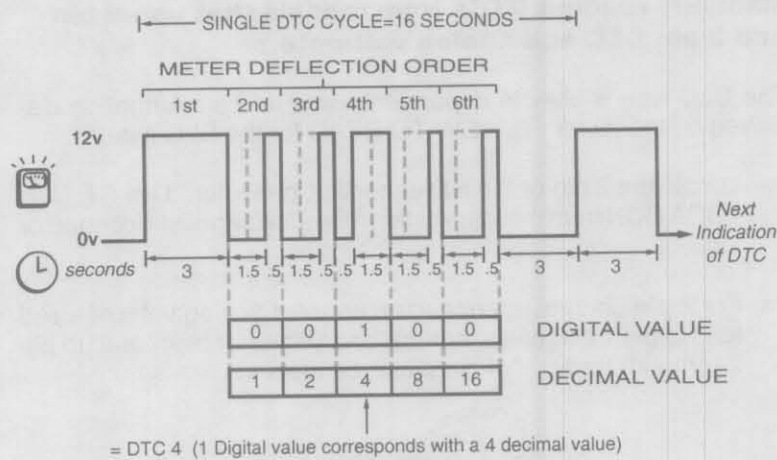 SINGLE DTC CYCLE=16 SECONDS
METER DEFLECTION ORDER
1st 2nd 3rd 4th 5th 6th
12v
0v
Next
Indication
of DTC
seconds 3 1.5 .5 1.5 .5 .5 1.5 1.5 .5 1.5 .5 3 3
0 0 1 0 0 DIGITAL VALUE
1 2 4 8 16 DECIMAL VALUE
= DTC 4 (1 Digital value corresponds with a 4 decimal value)